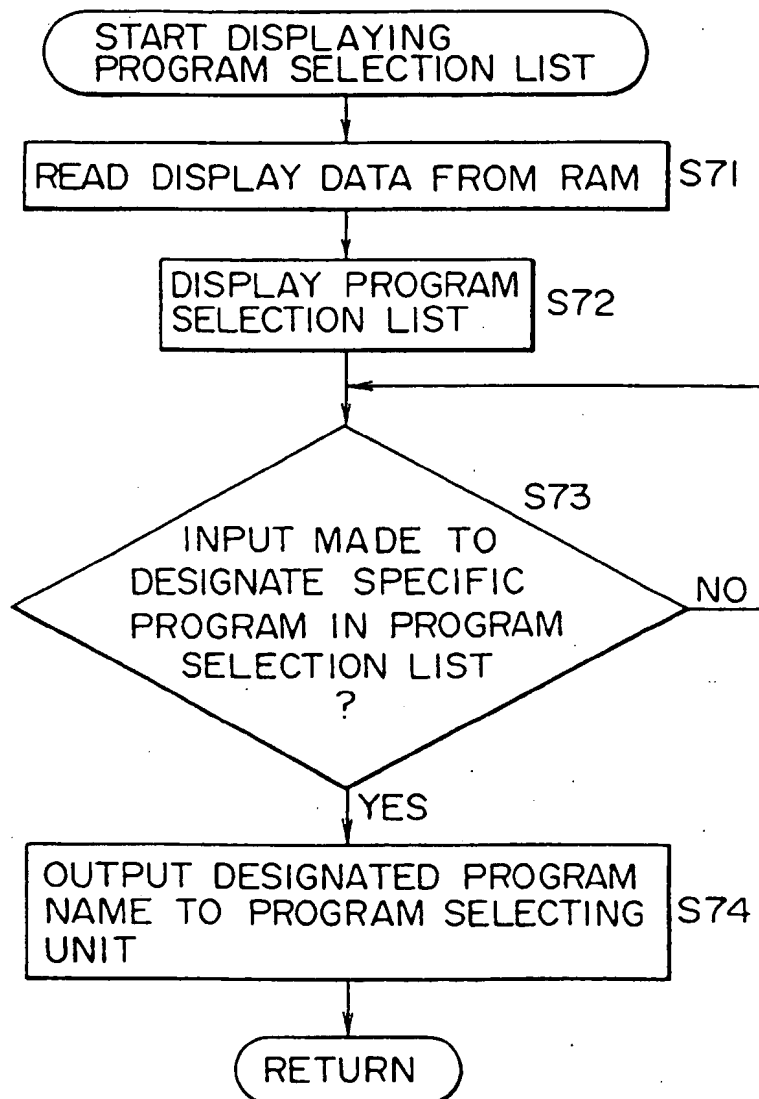 START DISPLAYING
PROGRAM SELECTION LIST
READ DISPLAY DATA FROM RAM
S71
DISPLAY PROGRAM
SELECTION LIST
S72
S73
INPUT MADE TO
DESIGNATE SPECIFIC
PROGRAM IN PROGRAM
SELECTION LIST
?
NO
YES
OUTPUT DESIGNATED PROGRAM
NAME TO PROGRAM SELECTING
UNIT
S74
RETURN